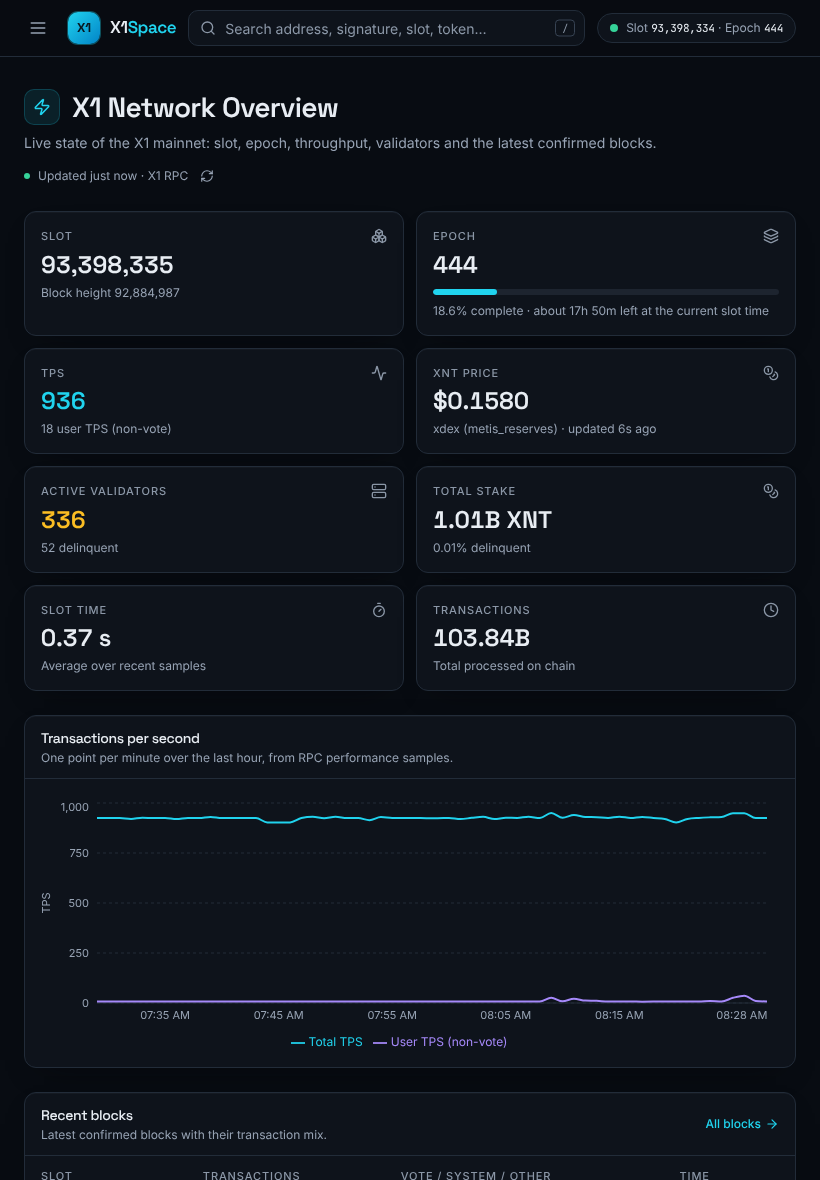 X1 X1Space Search address, signature, slot, token... / Slot 93,398,334 · Epoch 444
X1 Network Overview
Live state of the X1 mainnet: slot, epoch, throughput, validators and the latest confirmed blocks.
Updated just now · X1 RPC
SLOT
93,398,335
Block height 92,884,987
EPOCH
444
18.6% complete · about 17h 50m left at the current slot time
TPS
936
18 user TPS (non-vote)
XNT PRICE
$0.1580
xdex (metis_reserves) · updated 6s ago
ACTIVE VALIDATORS
336
52 delinquent
TOTAL STAKE
1.01B XNT
0.01% delinquent
SLOT TIME
0.37 s
Average over recent samples
TRANSACTIONS
103.84B
Total processed on chain
Transactions per second
One point per minute over the last hour, from RPC performance samples.
1,000
750
TPS
500
250
0
07:35 AM 07:45 AM 07:55 AM 08:05 AM 08:15 AM 08:28 AM
Total TPS User TPS (non-vote)
Recent blocks
Latest confirmed blocks with their transaction mix.
All blocks →
SLOT TRANSACTIONS VOTE / SYSTEM / OTHER TIME